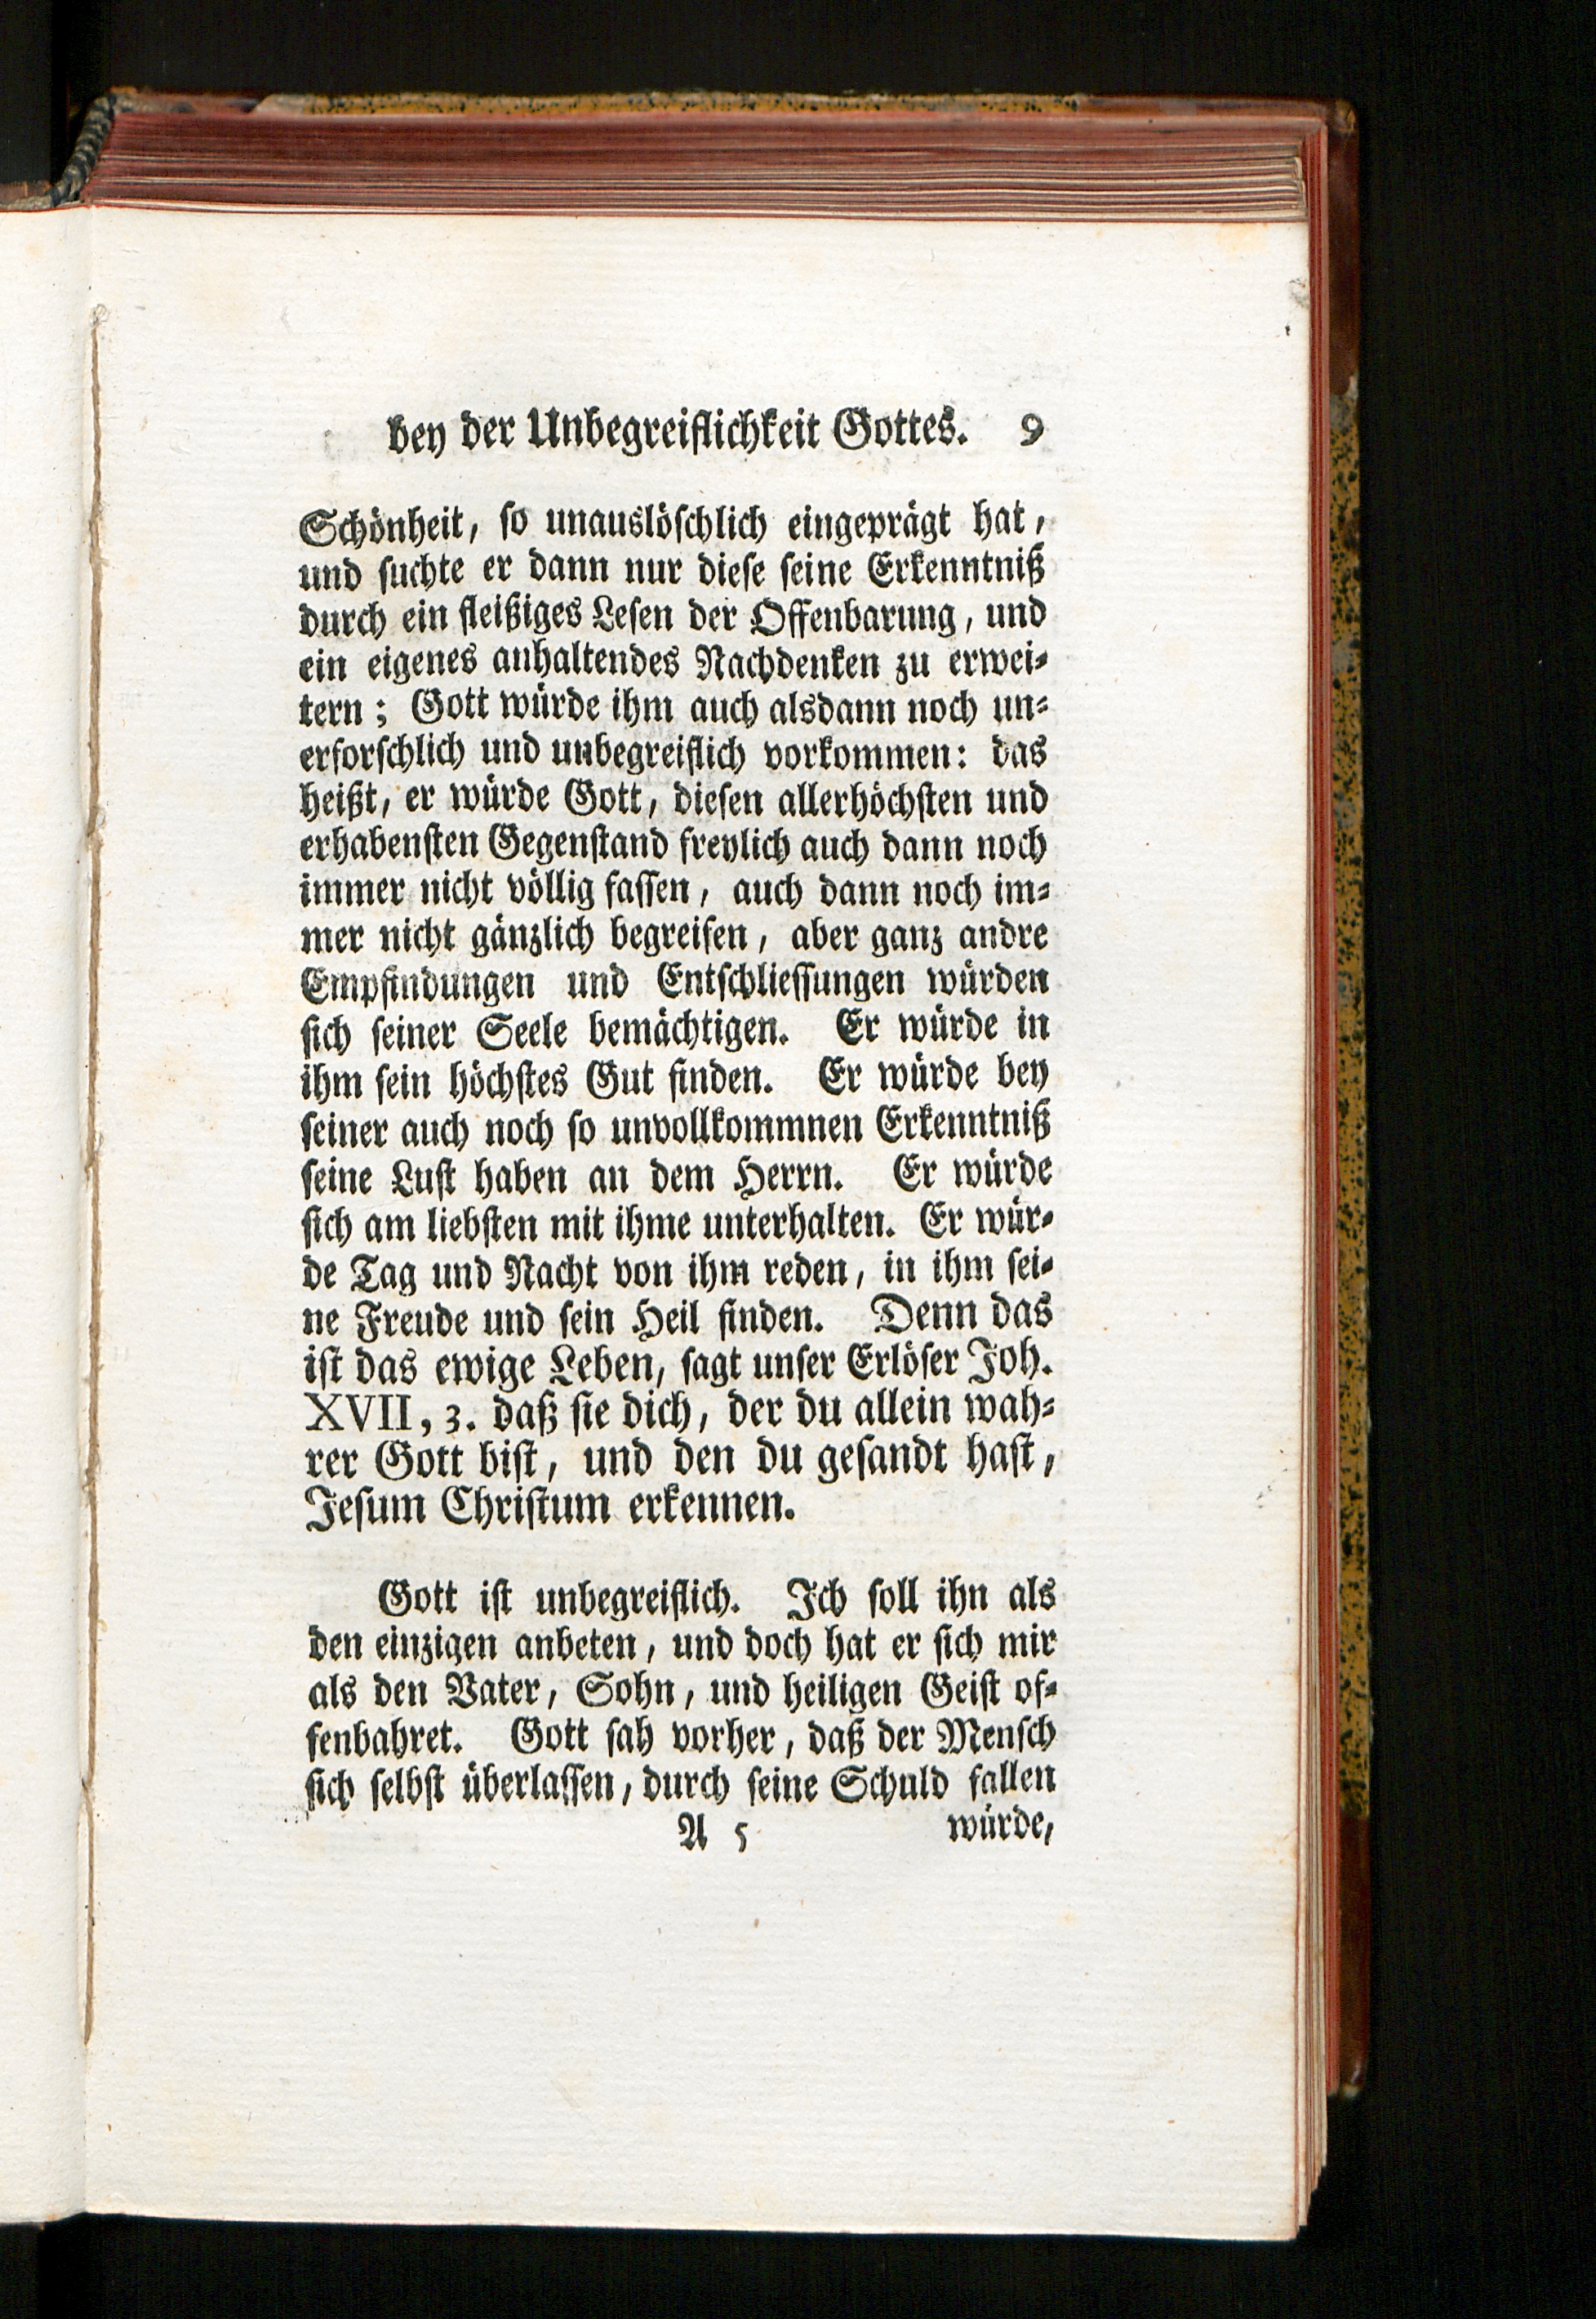 bey der Unbegreiflichkeit Gottes. 9
Schönheit, so unauslöschlich eingeprägt hat,
und suchte er dann nur diese seine Erkenntniß
durch ein fleißiges Lesen der Offenbarung, und
ein eigenes anhaltendes Nachdenken zu erwei-
tern; Gott würde ihm auch alsdann noch un-
erforschlich und unbegreiflich vorkommen: das
heißt, er würde Gott, diesen allerhöchsten und
erhabensten Gegenstand freylich auch dann noch
immer nicht völlig fassen, auch dann noch im-
mer nicht gänzlich begreifen, aber ganz andre
Empfindungen und Entschliessungen würden
sich seiner Seele bemächtigen. Er würde in
ihm sein höchstes Gut finden. Er würde bey
seiner auch noch so unvollkommnen Erkenntniß
seine Lust haben an dem Herrn. Er würde
sich am liebsten mit ihme unterhalten. Er wür-
de Tag und Nacht von ihm reden, in ihm sei-
ne Freude und sein Heil finden. Denn das
ist das ewige Leben, sagt unser Erlöser Joh.
XVII, 3. daß sie dich, der du allein wah-
rer Gott bist, und den du gesandt hast,
Jesum Christum erkennen.
Gott ist unbegreiflich. Ich soll ihn als
den einzigen anbeten, und doch hat er sich mir
als den Vater, Sohn, und heiligen Geist of-
fenbahret. Gott sah vorher, daß der Mensch
sich selbst überlassen, durch seine Schuld fallen
A 5 würde,